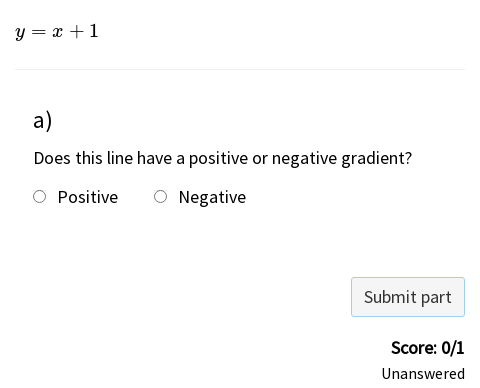 y = x + 1
a)
Does this line have a positive or negative gradient?
Positive Negative
Submit part
Score: 0/1
Unanswered